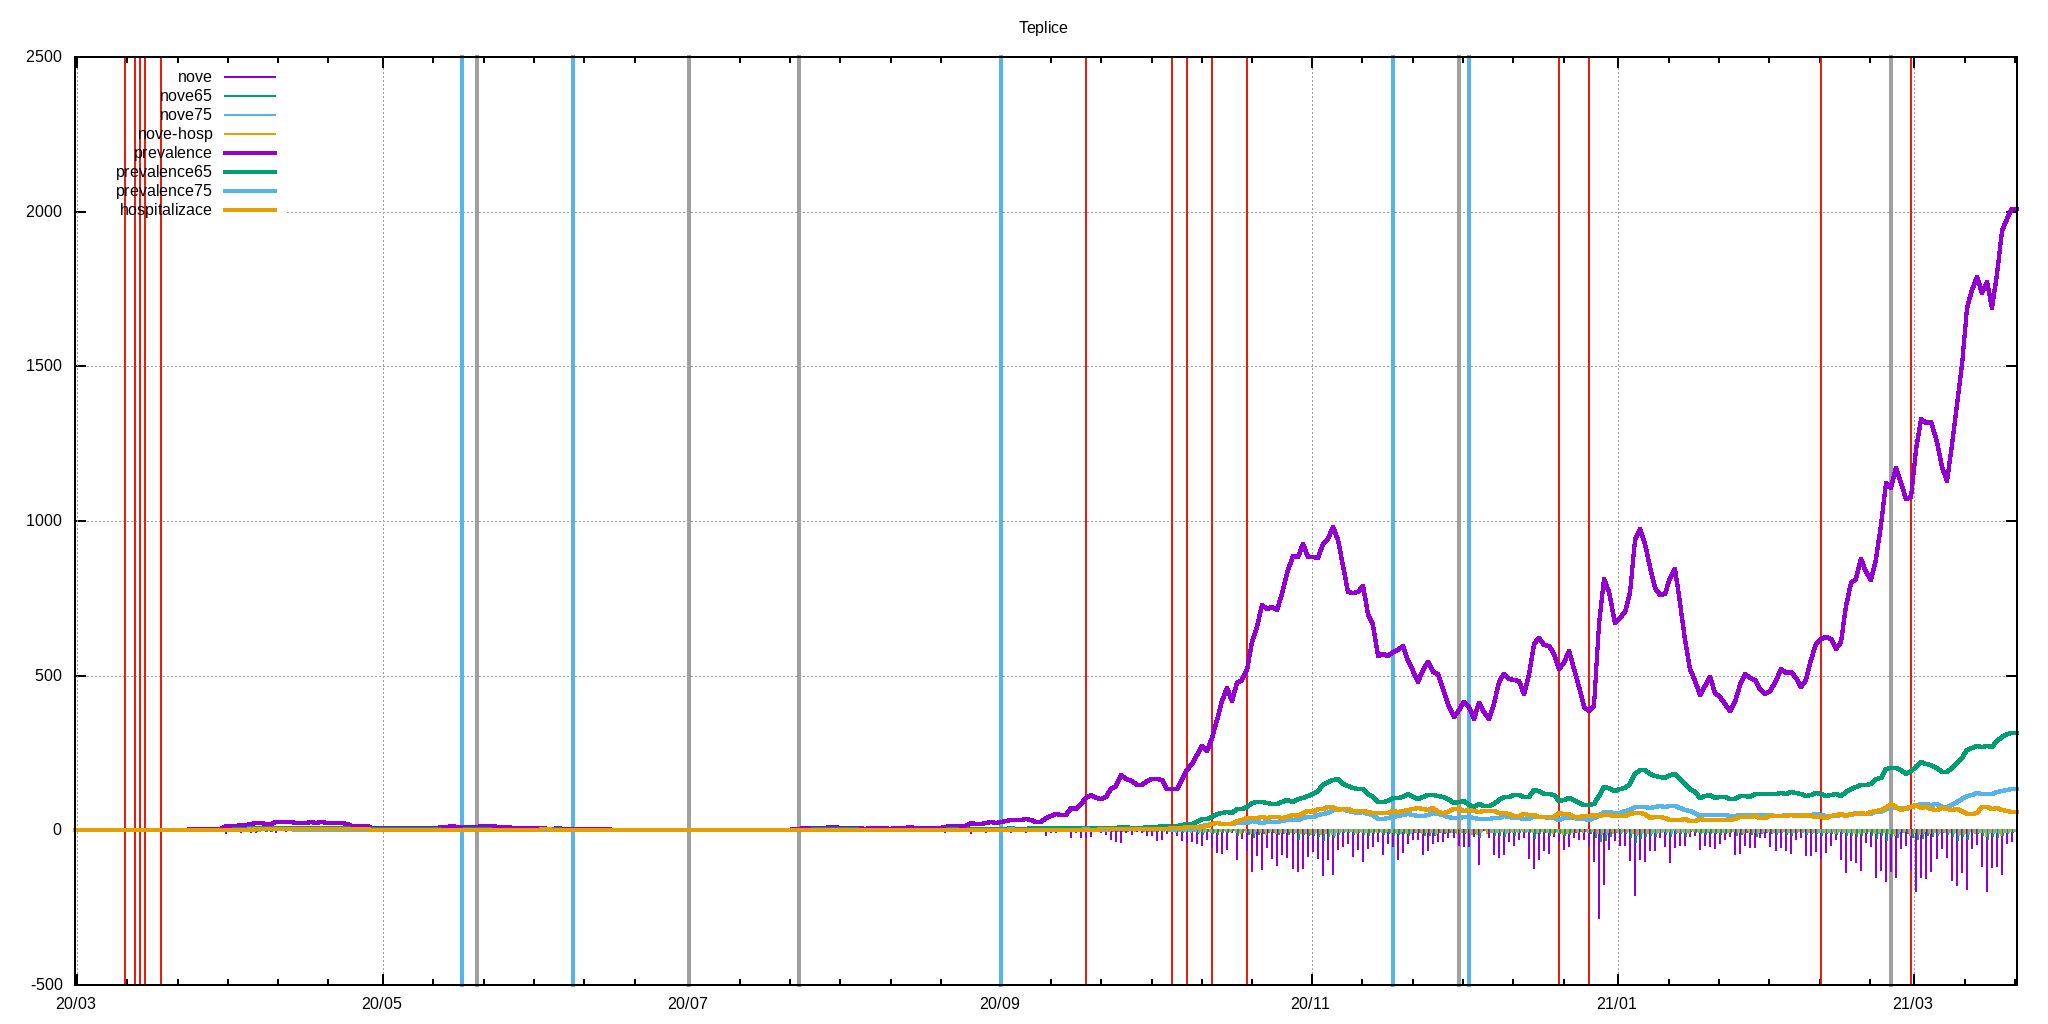 Teplice
2500
2000
1500
1000
500
0
-500
nove
nove65
nove75
nove-hosp
prevalence
prevalence65
prevalence75
hospitalizace
20/03 20/05 20/07 20/09 20/11 21/01 21/03